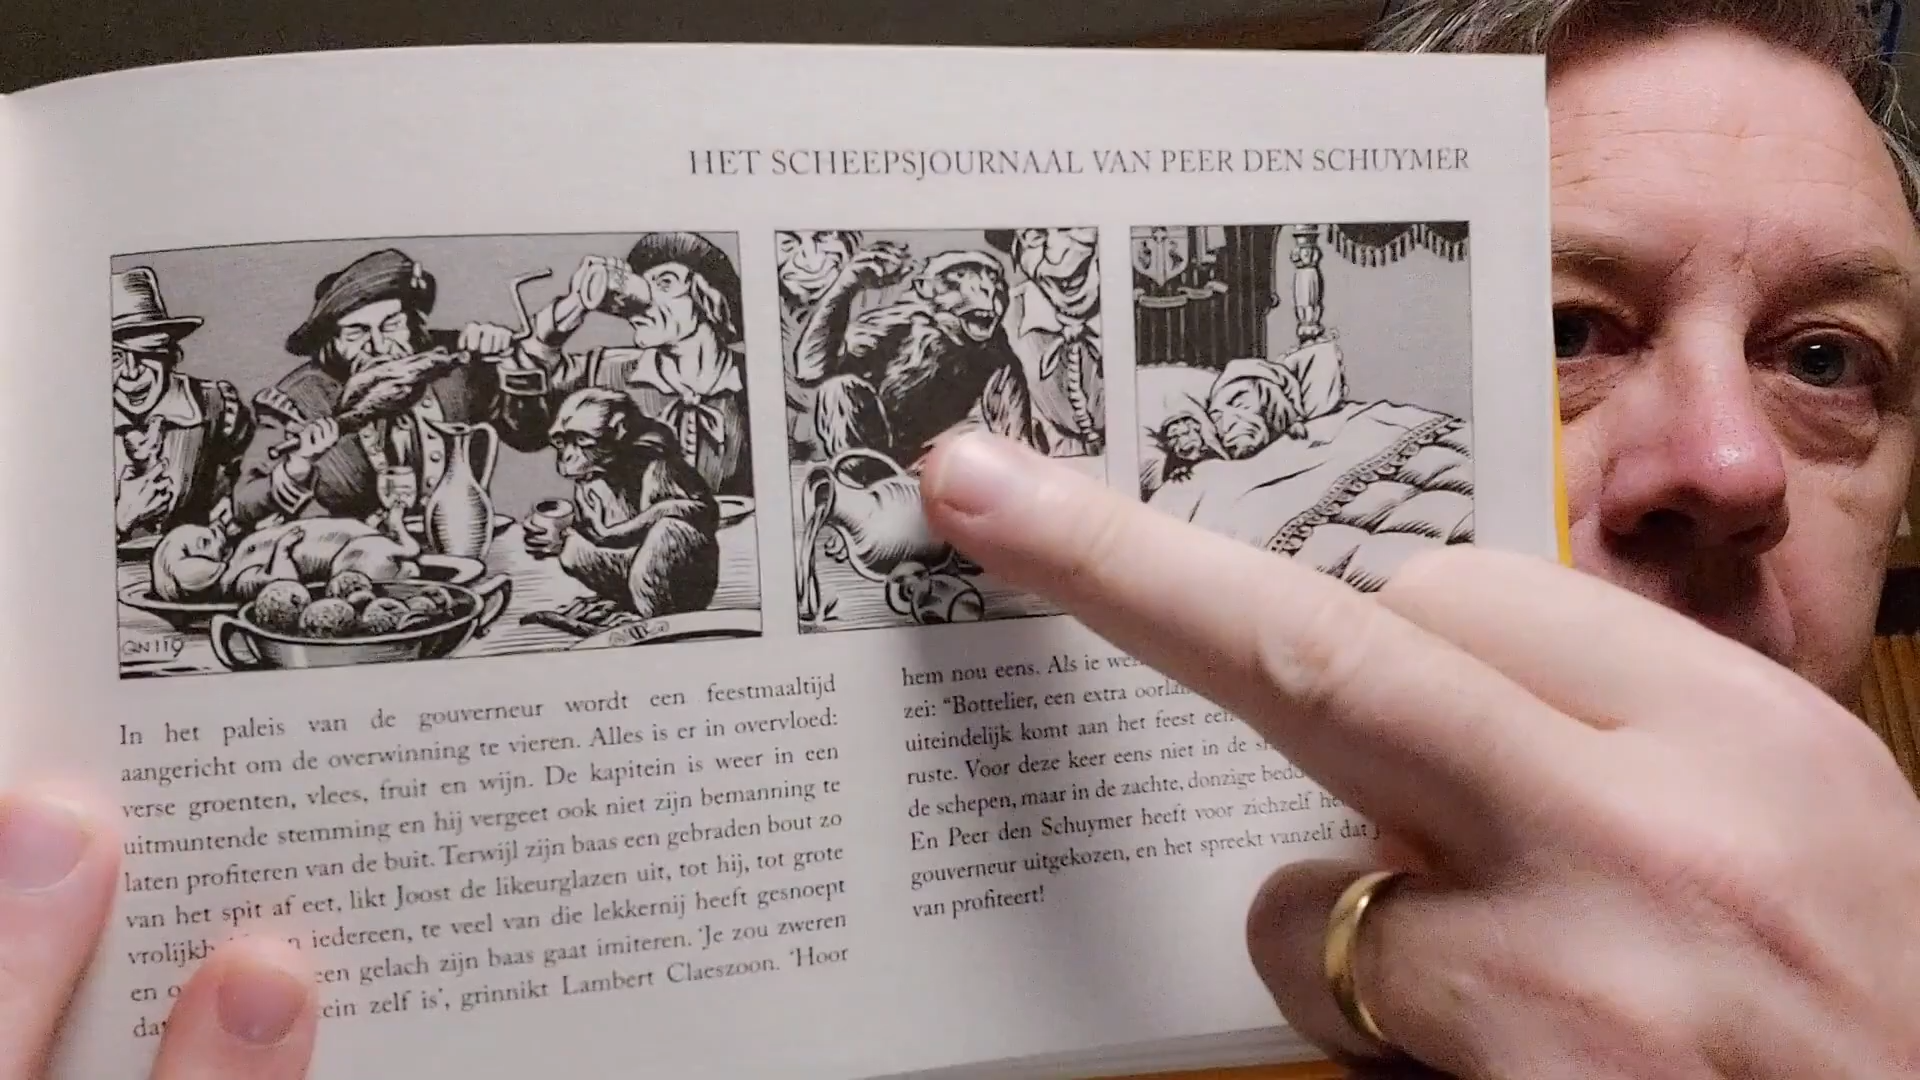 HET SCHEEPSJOURNAAL VAN PEER DEN SCHUYMER
GN119
In het paleis van de gouverneur wordt een feestmaaltijd
aangericht om de overwinning te vieren. Alles is er in overvloed:
verse groenten, vlees, fruit en wijn. De kapitein is weer in een
uitmuntende stemming en hij vergeet ook niet zijn bemanning te
laten profiteren van de buit. Terwijl zijn baas een gebraden bout zo
van het spit af eet, likt Joost de likeurglazen uit, tot hij, tot grote
iedereen, te veel van die lekkernij heeft gesnoept
gelach zijn baas gaat imiteren. 'Je zou zweren
zelf is', grinnikt Lambert Claeszoon. 'Hoor
hem nou eens. Als ie
zei: "Bottelier, een extra
uiteindelijk komt aan het feest
ruste. Voor deze keer eens niet in de
de schepen, maar in de zachte, donzige
En Peer den Schuymer heeft voor zichzelf
gouverneur uitgekozen, en het spreekt vanzelf dat
van profiteert!